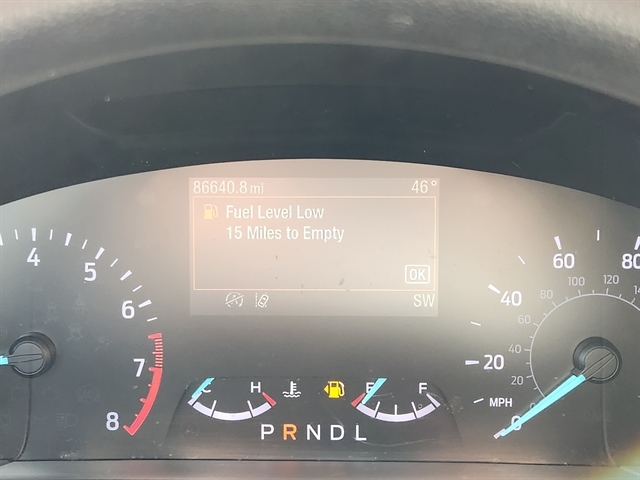 86640.8 mi 46°
Fuel Level Low
15 Miles to Empty
OK
SW
4 5 6 7 8
0 20 40 60 80
MPH
20 40 60 80 100 120
C H
E F
PRNDL